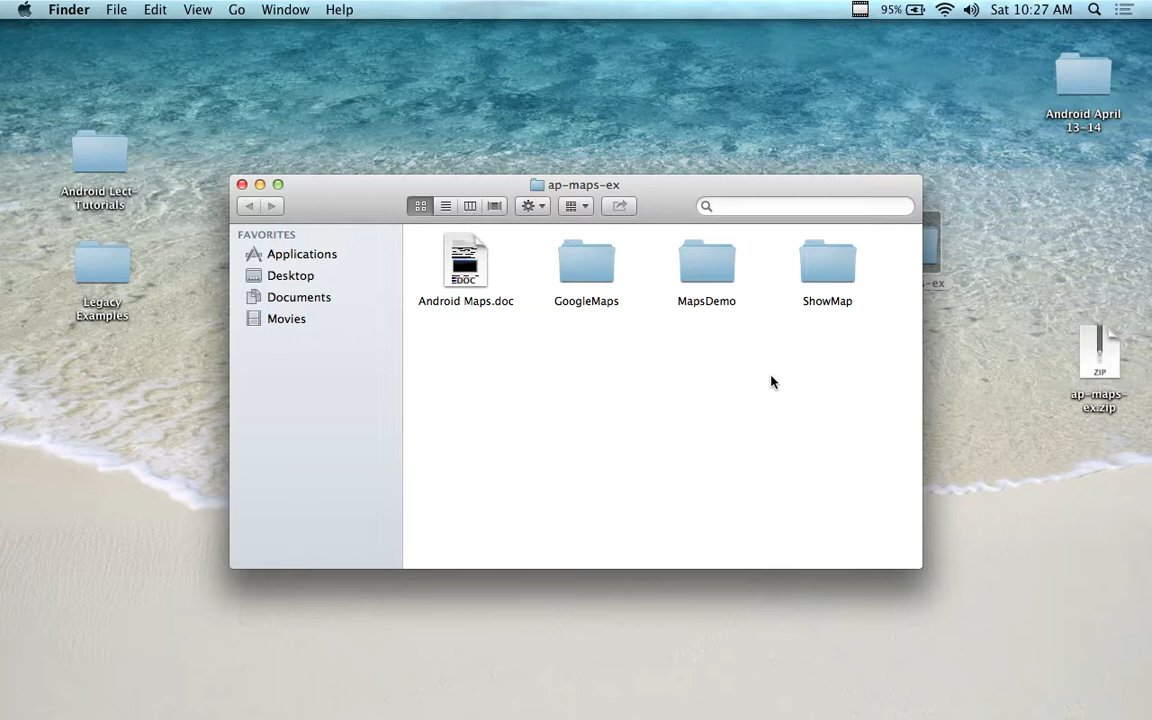 Finder File Edit View Go Window Help 95% Sat 10:27 AM
Android April
13-14
Android Lect-
Tutorials
ap-maps-ex
FAVORITES
Applications
Desktop
Documents
Movies
DOC
Android Maps.doc GoogleMaps MapsDemo ShowMap
s-ex
Legacy
Examples
ZIP
ap-maps-
ex.zip